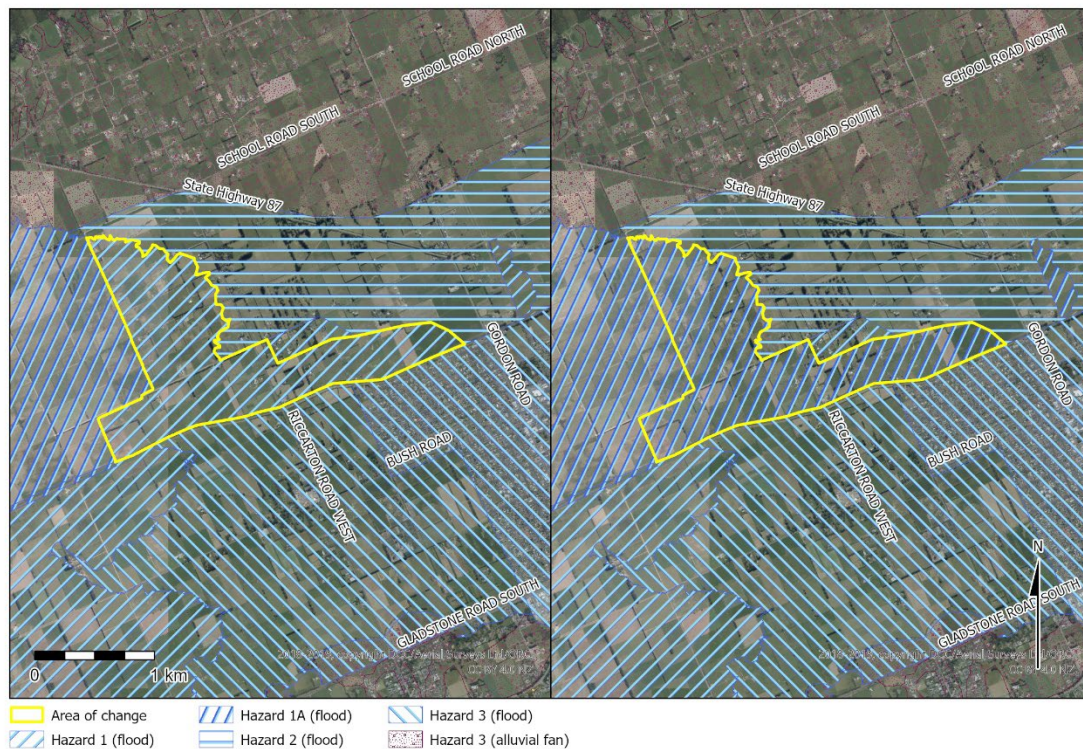 SCHOOL ROAD NORTH
SCHOOL ROAD SOUTH
State Highway 87
GORDON ROAD
RICCARTON ROAD WEST
BUSH ROAD
GLADSTONE ROAD SOUTH
0 1 km
SCHOOL ROAD NORTH
SCHOOL ROAD SOUTH
State Highway 87
GORDON ROAD
RICCARTON ROAD WEST
BUSH ROAD
N
GLADSTONE ROAD SOUTH
Area of change
Hazard 1 (flood)
Hazard 1A (flood)
Hazard 2 (flood)
Hazard 3 (flood)
Hazard 3 (alluvial fan)